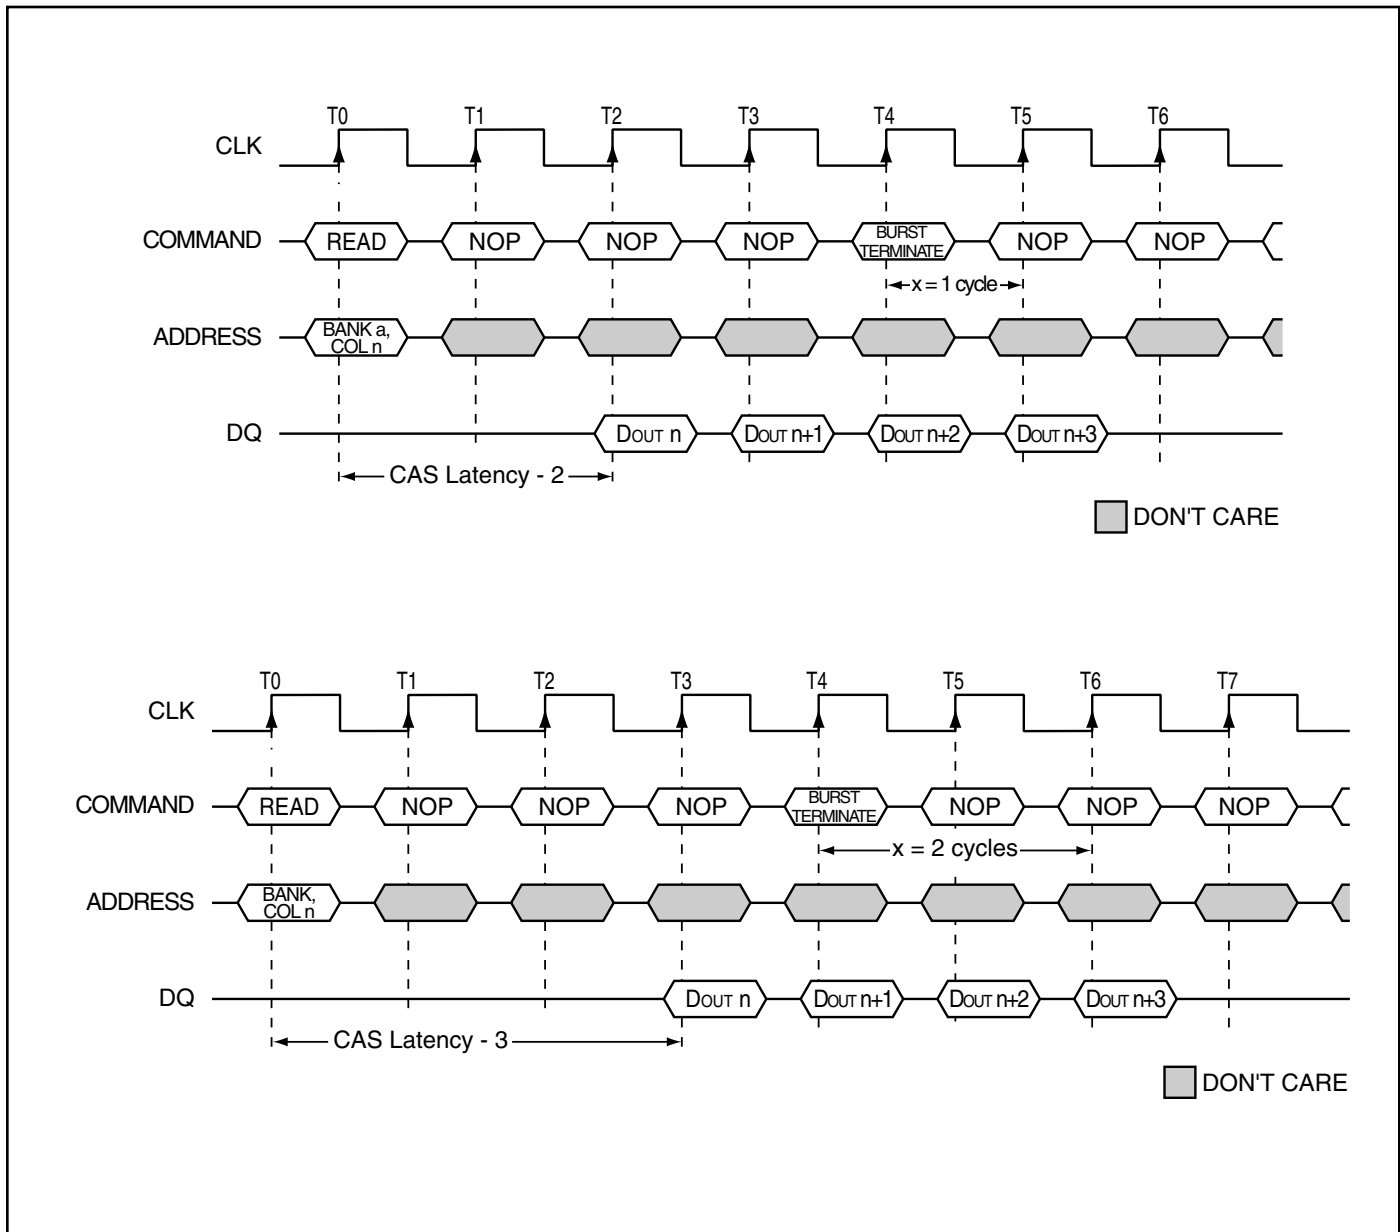 T0 T1 T2 T3 T4 T5 T6
CLK
COMMAND READ NOP NOP NOP BURST TERMINATE NOP NOP
x = 1 cycle
ADDRESS BANK a, COL n
DQ DOUT n DOUT n+1 DOUT n+2 DOUT n+3
CAS Latency - 2
DON'T CARE
T0 T1 T2 T3 T4 T5 T6 T7
CLK
COMMAND READ NOP NOP NOP BURST TERMINATE NOP NOP NOP
x = 2 cycles
ADDRESS BANK, COL n
DQ DOUT n DOUT n+1 DOUT n+2 DOUT n+3
CAS Latency - 3
DON'T CARE